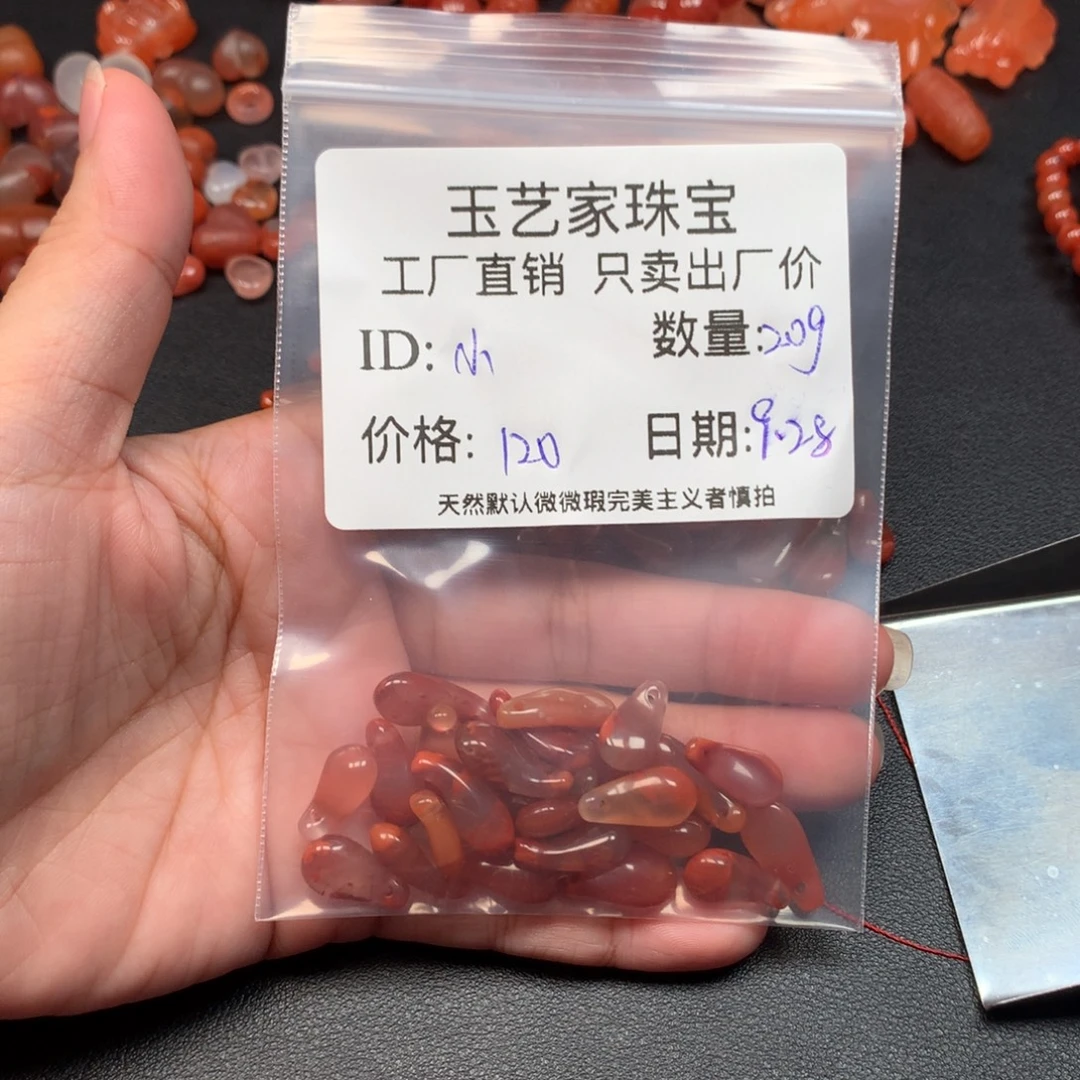 玉艺家珠宝
工厂直销 只卖出厂价
ID: 小 数量:20g
价格: 120 日期:9.28
天然默认微微瑕完美主义者慎拍